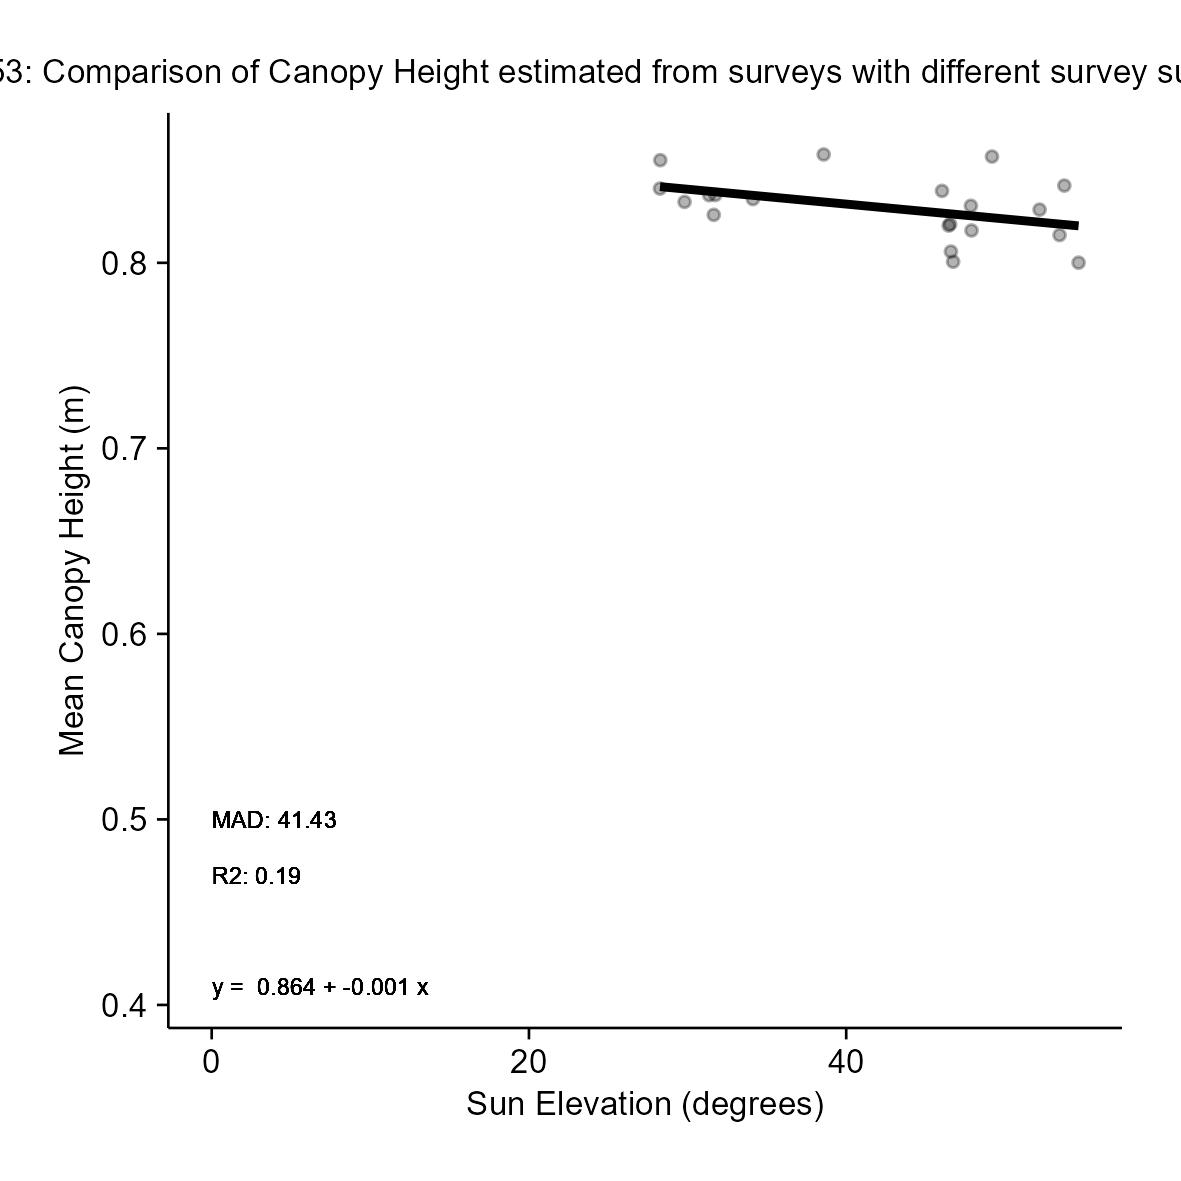 53: Comparison of Canopy Height estimated from surveys with different survey
Mean Canopy Height (m)
0.8
0.7
0.6
0.5
0.4
MAD: 41.43
R2: 0.19
y = 0.864 + -0.001 x
0
20
40
Sun Elevation (degrees)